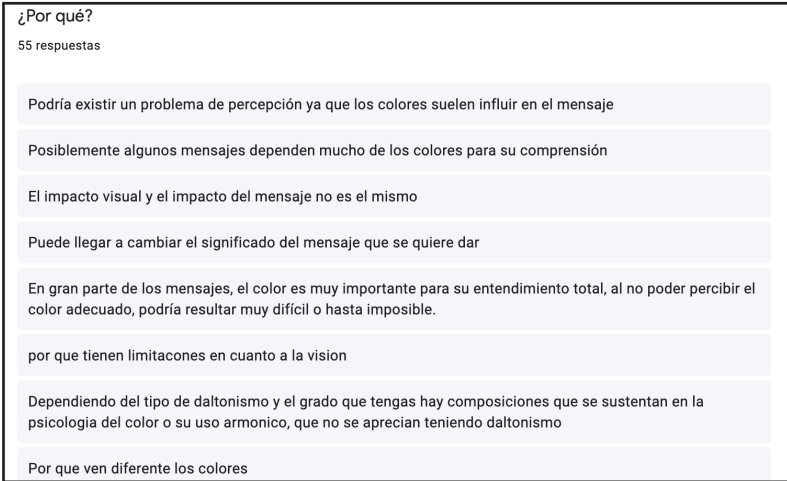 ¿Por qué?
55 respuestas
Podría existir un problema de percepción ya que los colores suelen influir en el mensaje
Posiblemente algunos mensajes dependen mucho de los colores para su comprensión
El impacto visual y el impacto del mensaje no es el mismo
Puede llegar a cambiar el significado del mensaje que se quiere dar
En gran parte de los mensajes, el color es muy importante para su entendimiento total, al no poder percibir el
color adecuado, podría resultar muy difícil o hasta imposible.
por que tienen limitacones en cuanto a la vision
Dependiendo del tipo de daltonismo y el grado que tengas hay composiciones que se sustentan en la
psicologia del color o su uso armonico, que no se aprecian teniendo daltonismo
Por que ven diferente los colores